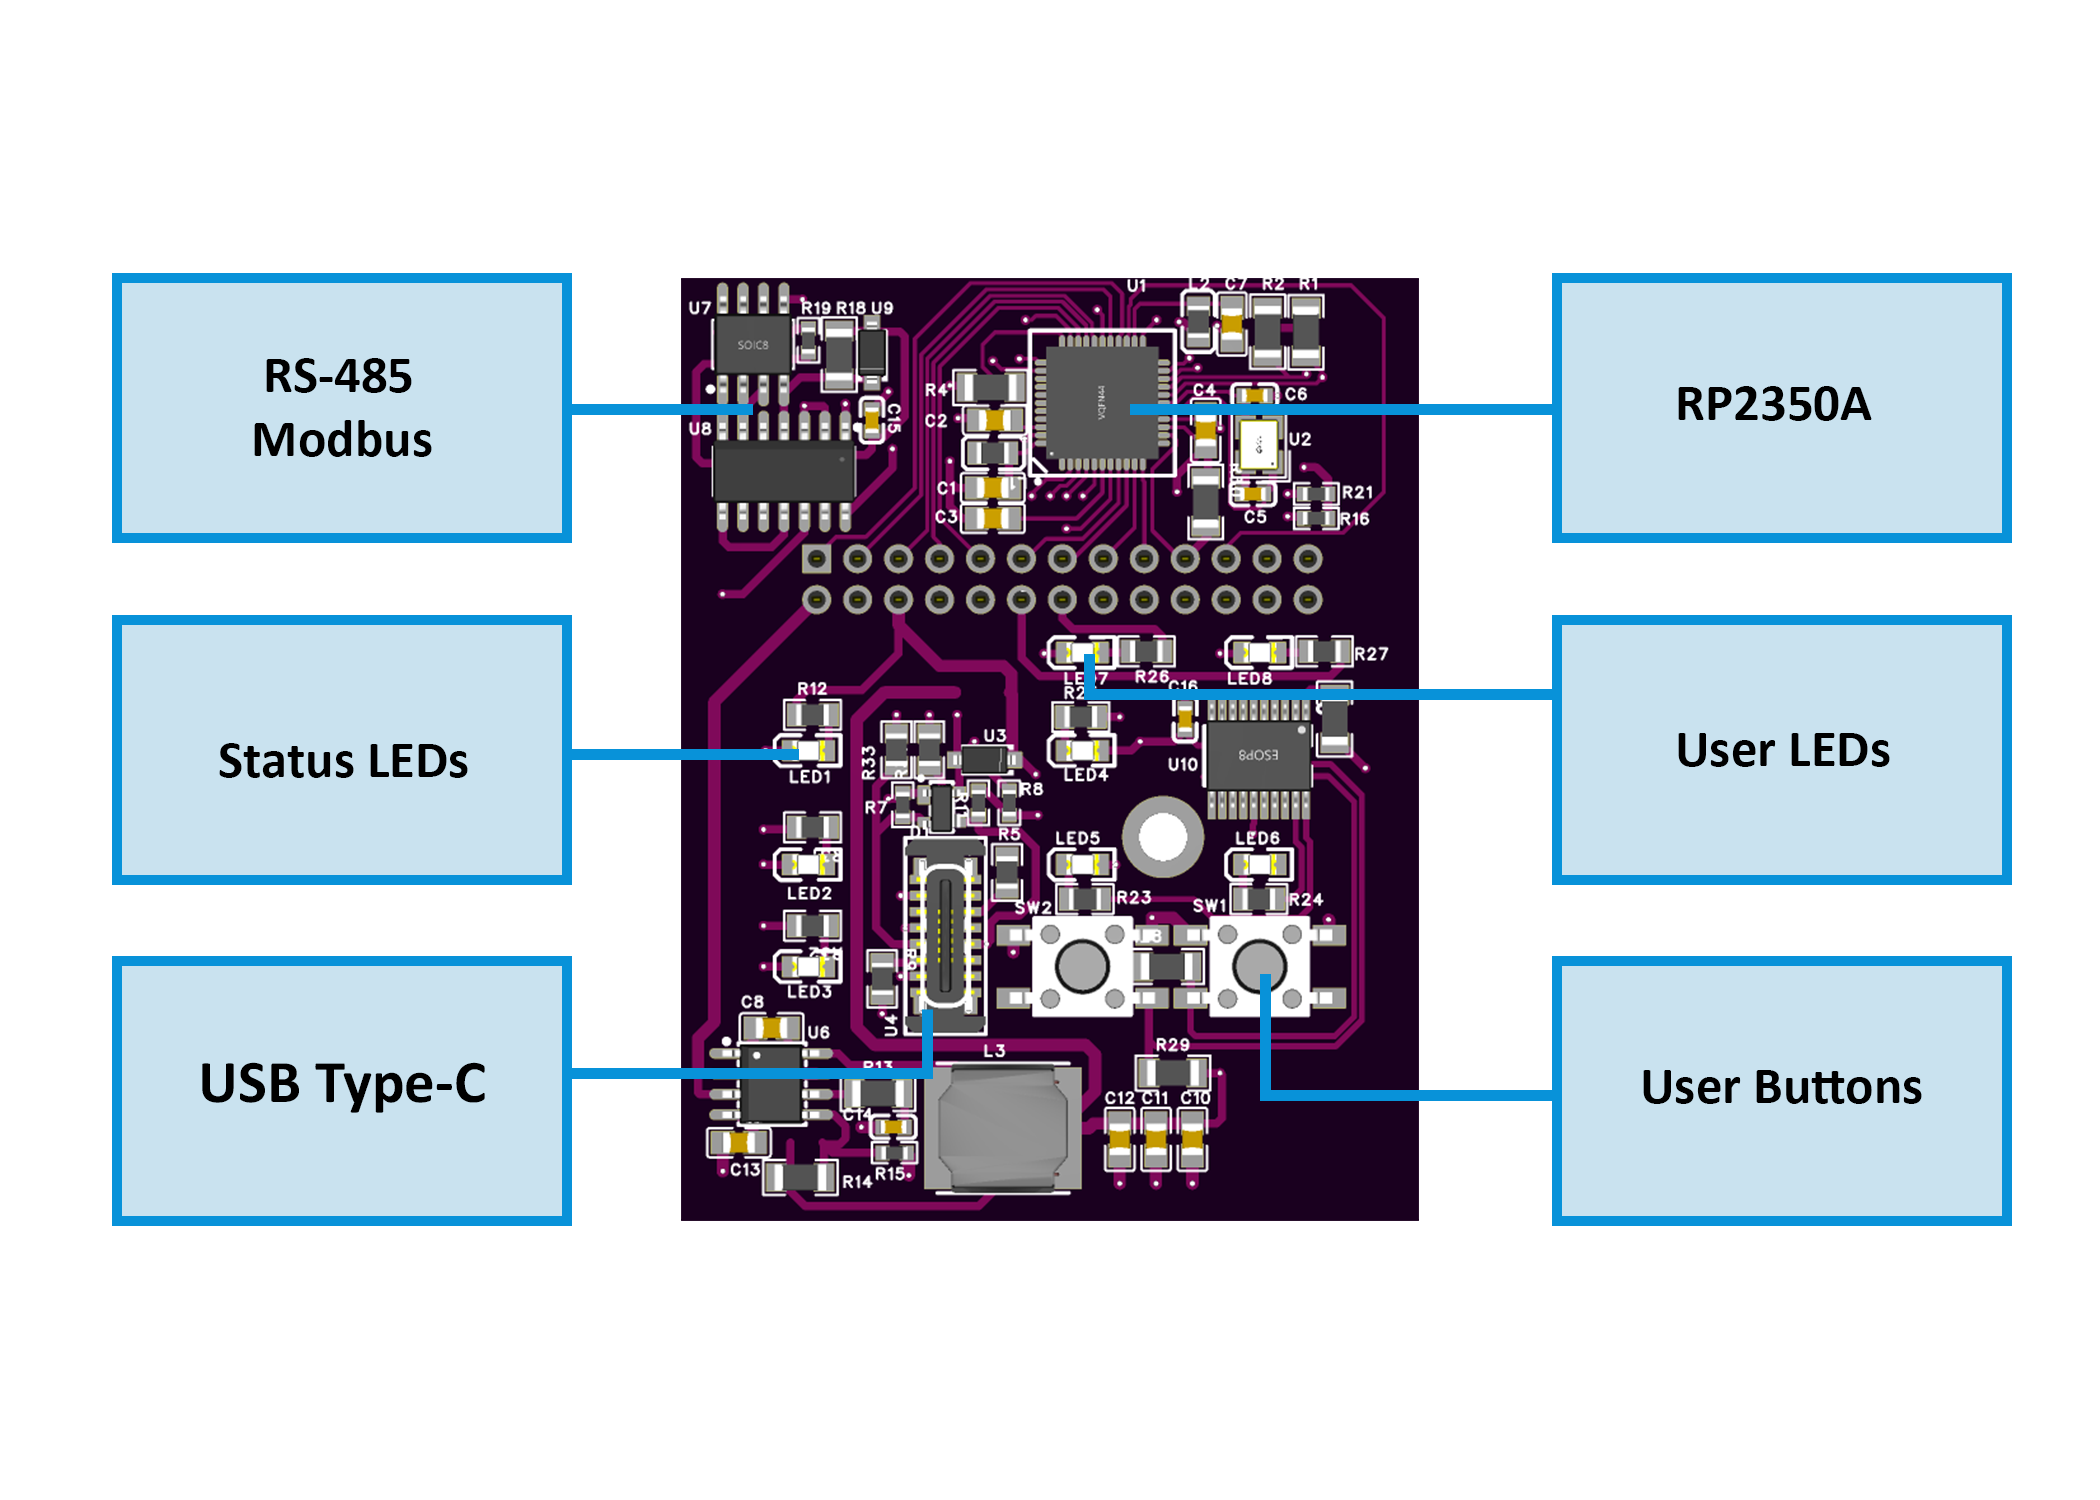 RS-485
Modbus
Status LEDs
USB Type-C
RP2350A
User LEDs
User Buttons
U1
L2
C7
R2
R1
U7
R19
R18
U9
SOIC8
R4
C2
C15
U8
VQFN44
C4
C6
U2
C1
C3
C5
R21
R16
LED7
R26
LED8
R27
C16
R12
LED1
R33
U3
LED4
U10
ESOP8
R7
R11
R8
D1
R5
LED5
LED6
LED2
R23
R24
SW2
SW1
LED3
U4
C8
U6
L3
R13
R29
C14
C12
C11
C10
C13
R15
R14